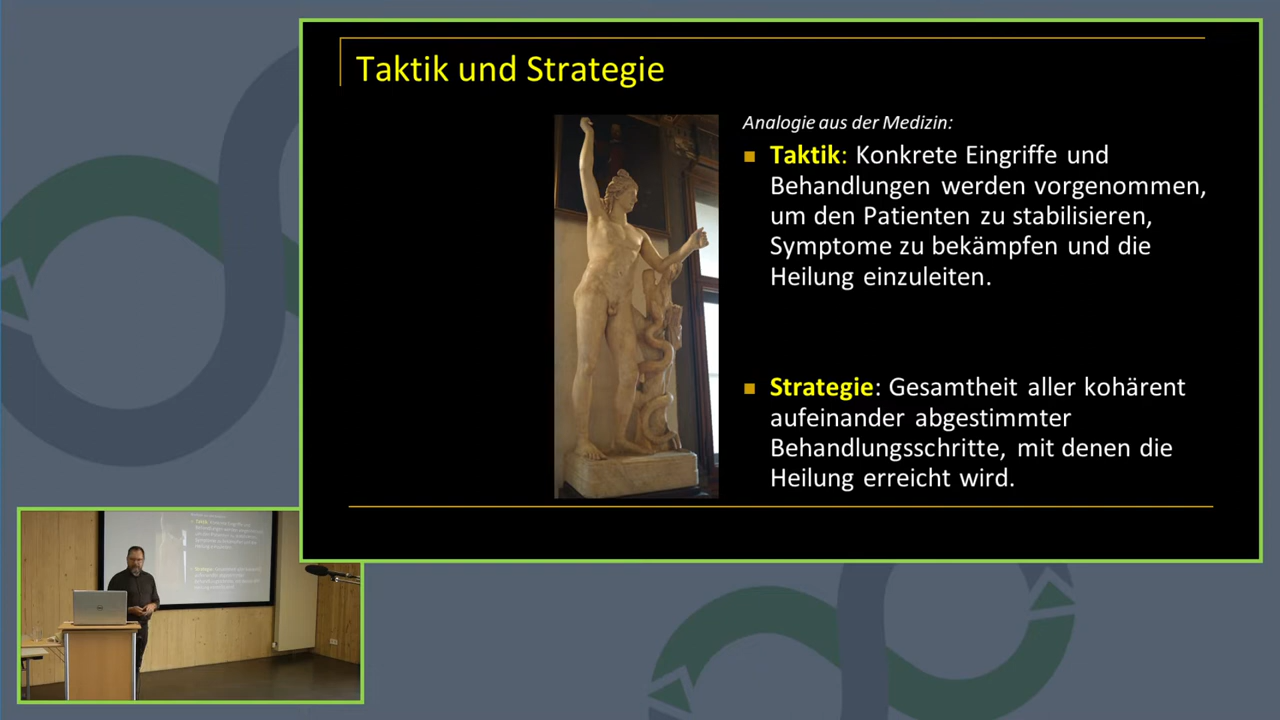 Taktik und Strategie
Analogie aus der Medizin:
Taktik: Konkrete Eingriffe und
Behandlungen werden vorgenommen,
um den Patienten zu stabilisieren,
Symptome zu bekämpfen und die
Heilung einzuleiten.
Strategie: Gesamtheit aller kohärent
aufeinander abgestimmter
Behandlungsschritte, mit denen die
Heilung erreicht wird.